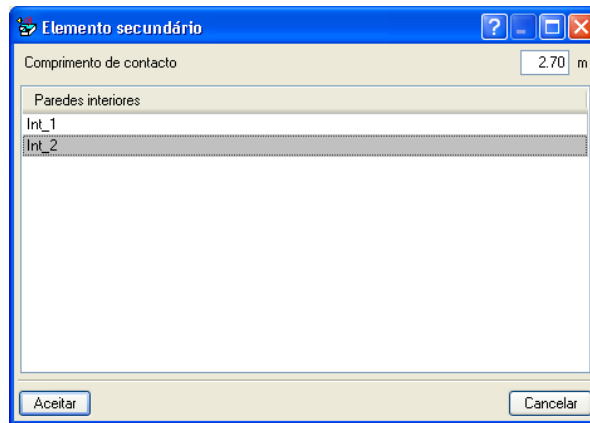 Elemento secundário
Comprimento de contacto 2.70 m
Paredes interiores
Int_1
Int_2
Aceitar Cancelar